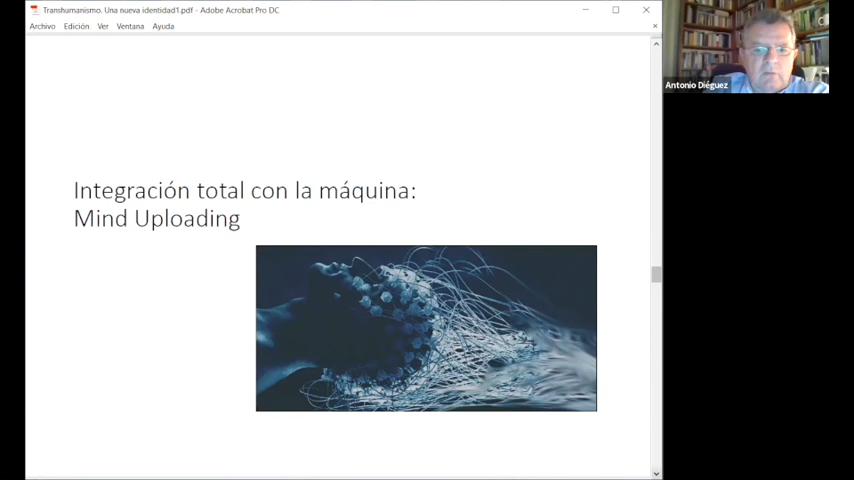 Transhumanismo. Una nueva identidad1.pdf - Adobe Acrobat Pro DC
Archivo Edición Ver Ventana Ayuda
Integración total con la máquina:
Mind Uploading
Antonio Diéguez